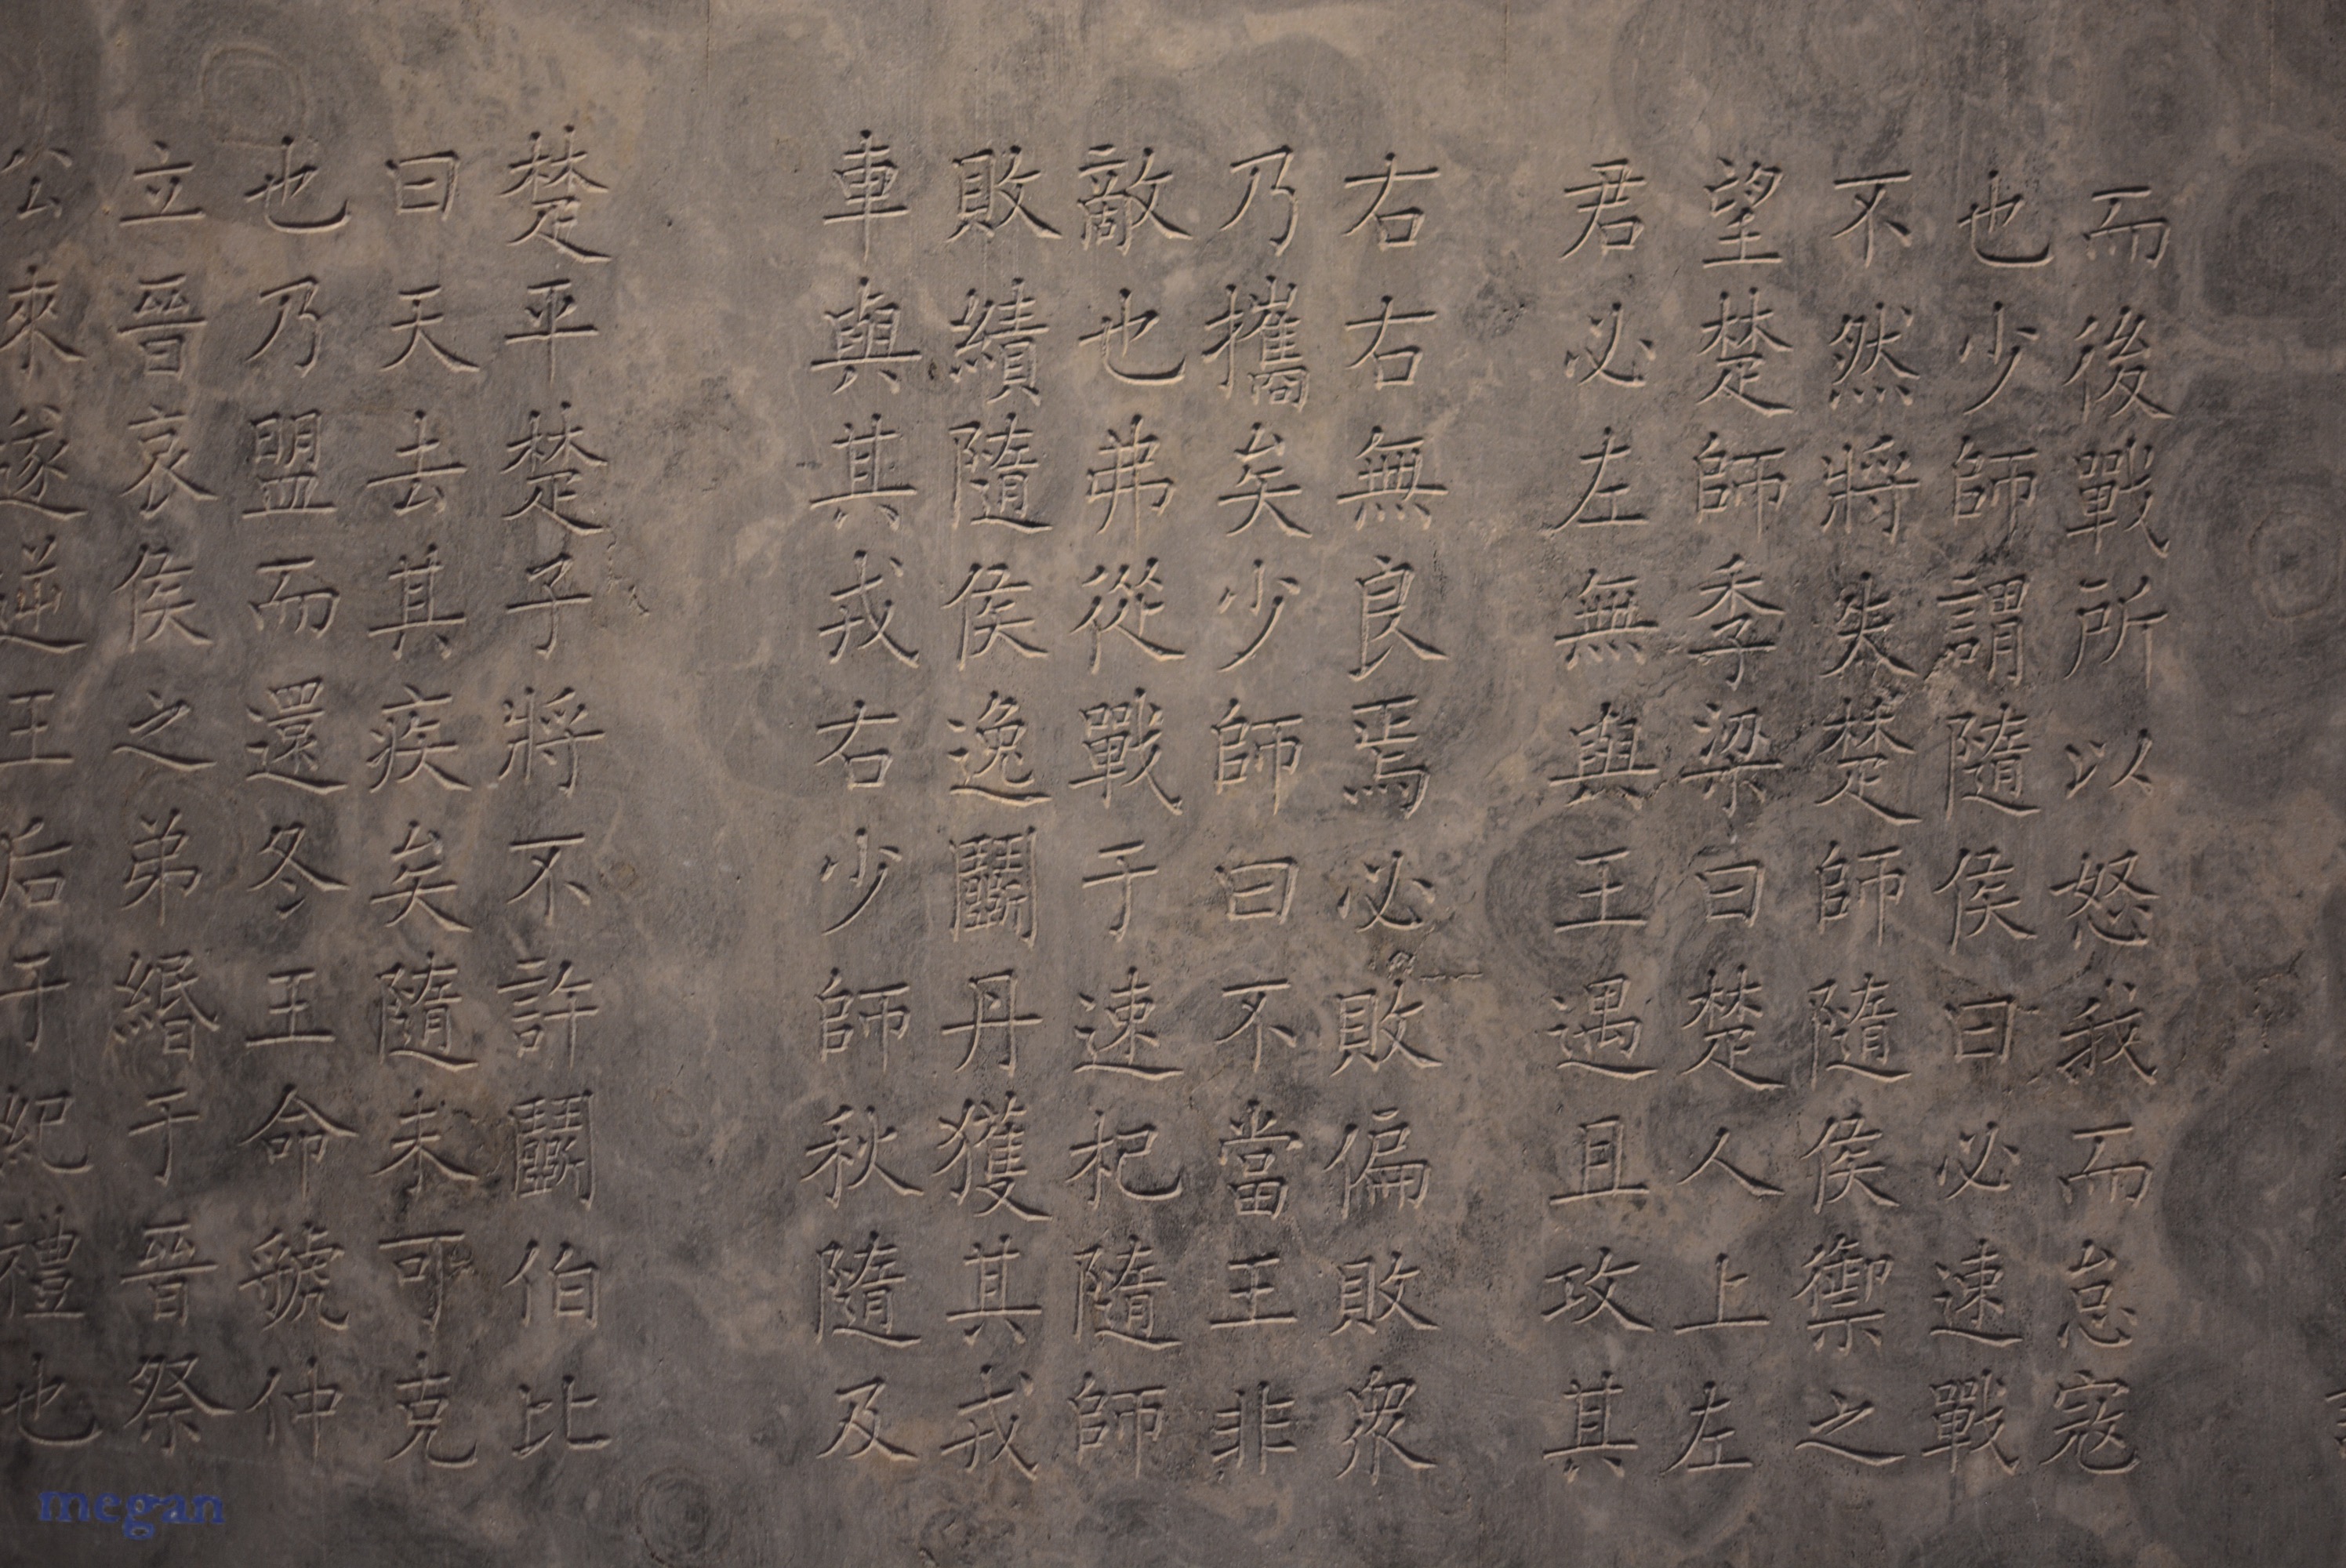 而後戰所以怒我而怠寇
也少師謂隨侯曰必速戰
不然將失楚師隨侯禦之
望楚師季梁曰楚人上左
君必左無與王遇且攻其
右右無良焉必敗偏敗眾
乃攜矣少師曰不當王非
敵也弗從戰于速杞隨師
敗績隨侯逸鬭丹獲其戎
車與其戎右少師秋隨及
楚平楚子將不許鬭伯比
曰天去其疾矣隨未可克
也乃盟而還冬王命虢仲
立晉哀侯之弟緡于晉祭
公來遂逆王后于紀禮也
megan